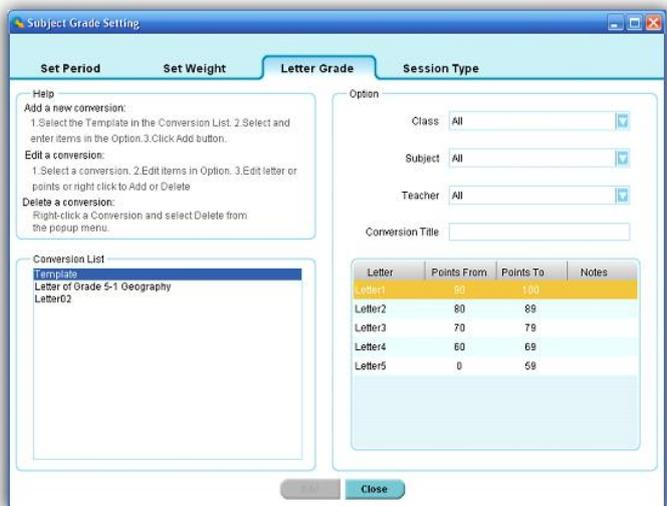 Subject Grade Setting
Set Period
Set Weight
Letter Grade
Session Type
Help
Add a new conversion:
1.Select the Template in the Conversion List. 2.Select and
enter items in the Option.3.Click Add button.
Edit a conversion:
1.Select a conversion. 2.Edit items in Option. 3.Edit letter or
points or right click to Add or Delete
Delete a conversion:
Right-click a Conversion and select Delete from
the popup menu.
Conversion List
Template
Letter of Grade 5-1 Geography
Letter02
Option
Class All
Subject All
Teacher All
Conversion Title
Letter Points From Points To Notes
Letter1 90 100
Letter2 80 89
Letter3 70 79
Letter4 60 69
Letter5 0 59
Close